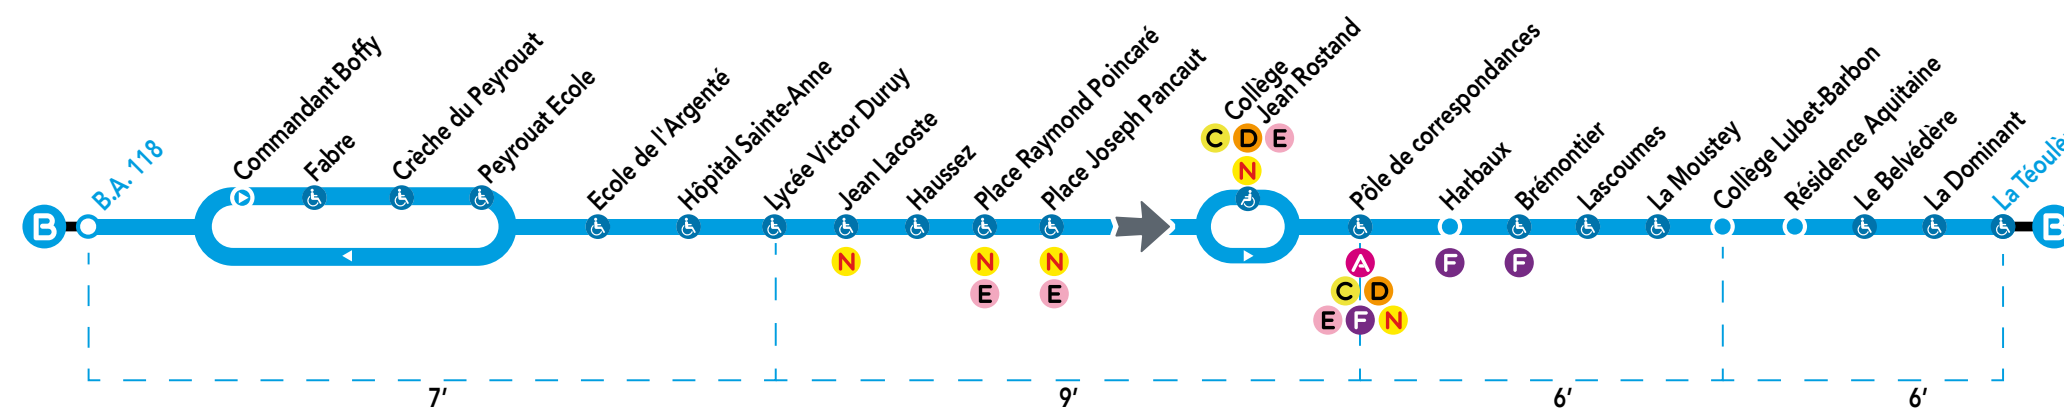 B
B.A. 118
Commandant Boffy
Fabre
Crèche du Peyrouat
Peyrouat Ecole
Ecole de l'Argenté
Hôpital Sainte-Anne
Lycée Victor Duruy
Jean Lacoste
N
Haussez
Place Raymond Poincaré
N
E
Place Joseph Pancaut
N
E
Collège
Jean Rostand
C D E
N
Pôle de correspondances
A
C D
E F N
Harbaux
F
Brémontier
F
Lascoumes
La Moustey
Collège Lubet-Barbon
Résidence Aquitaine
Le Belvédère
La Dominant
La Téoulè
B
7'
9'
6'
6'